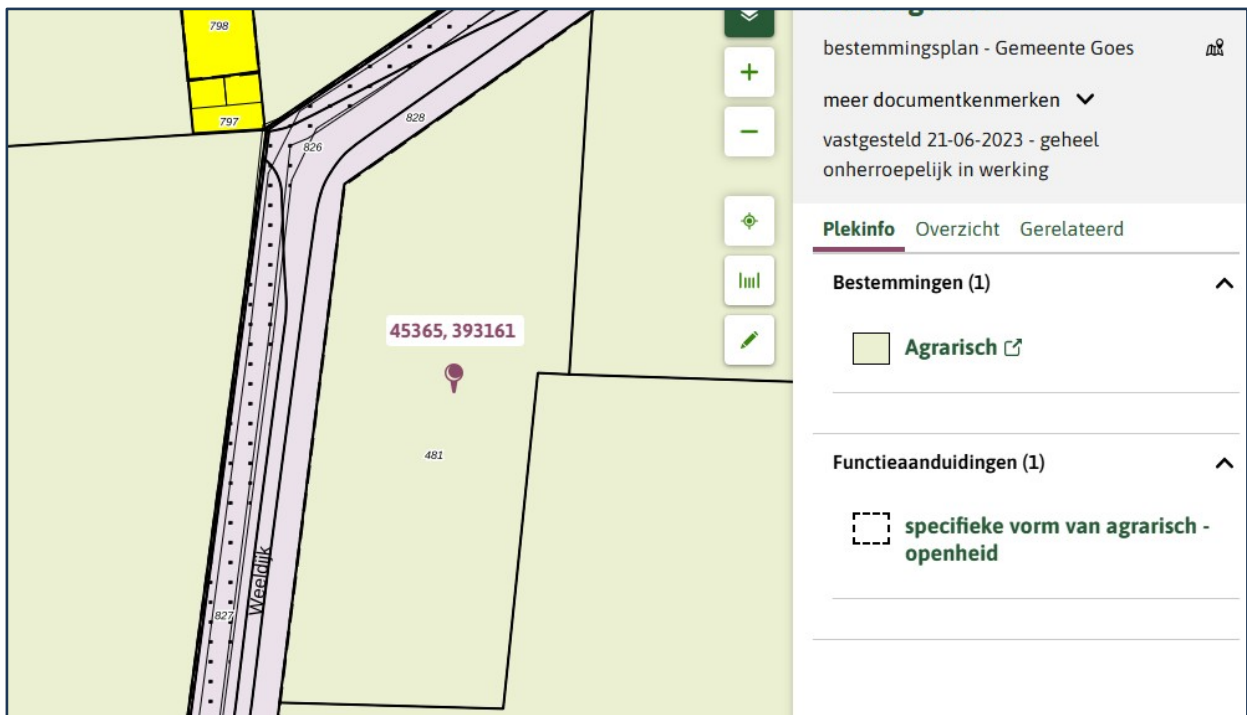 798
797
826
828
45365, 393161
481
Weeldijk
827
bestemmingsplan - Gemeente Goes
meer documentkenmerken
vastgesteld 21-06-2023 - geheel
onherroepelijk in werking
Plekinfo Overzicht Gerelateerd
Bestemmingen (1)
Agrarisch
Functieaanduidingen (1)
specifieke vorm van agrarisch -
openheid